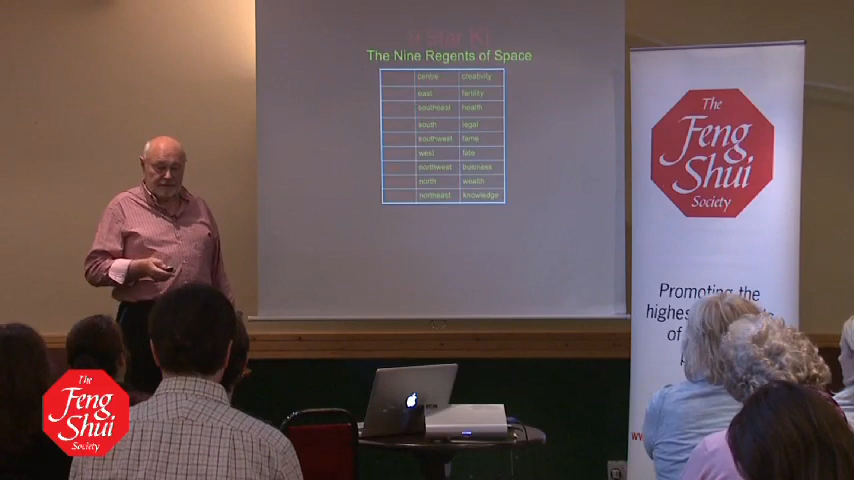 9 Star Ki
The Nine Regents of Space
centre creativity
east fertility
southeast health
south legal
southwest fame
west fate
northwest business
north wealth
northeast knowledge
The
Feng
Shui
Society
Promoting the
highes
of
The
Feng
Shui
Society